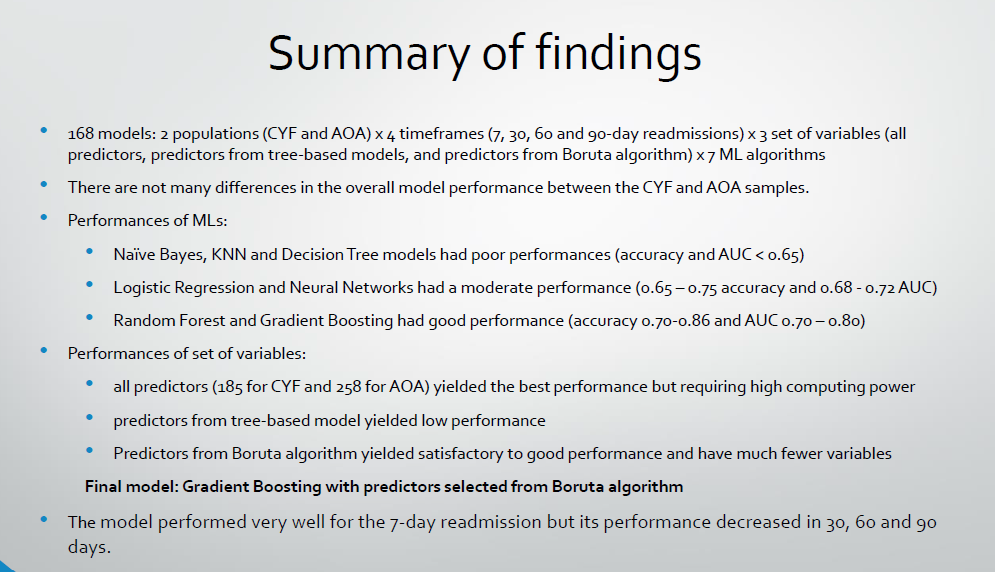 Summary of findings
168 models: 2 populations (CYF and AOA) x 4 timeframes (7, 30, 60 and 90-day readmissions) x 3 set of variables (all
predictors, predictors from tree-based models, and predictors from Boruta algorithm) x 7 ML algorithms
There are not many differences in the overall model performance between the CYF and AOA samples.
Performances of MLs:
Naïve Bayes, KNN and Decision Tree models had poor performances (accuracy and AUC < 0.65)
Logistic Regression and Neural Networks had a moderate performance (0.65 – 0.75 accuracy and 0.68 - 0.72 AUC)
Random Forest and Gradient Boosting had good performance (accuracy 0.70-0.86 and AUC 0.70 – 0.80)
Performances of set of variables:
all predictors (185 for CYF and 258 for AOA) yielded the best performance but requiring high computing power
predictors from tree-based model yielded low performance
Predictors from Boruta algorithm yielded satisfactory to good performance and have much fewer variables
Final model: Gradient Boosting with predictors selected from Boruta algorithm
The model performed very well for the 7-day readmission but its performance decreased in 30, 60 and 90
days.